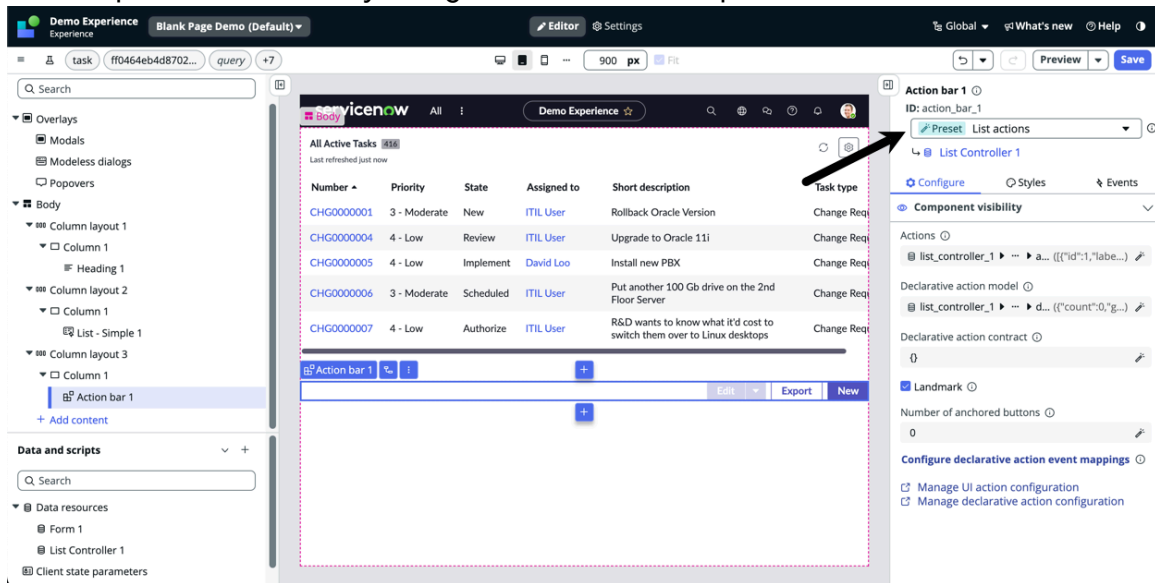 Demo Experience
Experience
Blank Page Demo (Default)
Editor
Settings
Global
What's new
Help
task
ff0464eb4d8702...)
query
+7
900 px
Fit
Preview
Save
Search
Overlays
Modals
Modeless dialogs
Popovers
Body
Column layout 1
Column 1
Heading 1
Column layout 2
Column 1
List - Simple 1
Column layout 3
Column 1
Action bar 1
+ Add content
Data and scripts
Search
Data resources
Form 1
List Controller 1
Client state parameters
servicenow
Body
All
Demo Experience
All Active Tasks 416
Last refreshed just now
Number Priority State Assigned to Short description Task type
CHG0000001 3 - Moderate New ITIL User Rollback Oracle Version Change Req
CHG0000004 4 - Low Review ITIL User Upgrade to Oracle 11i Change Req
CHG0000005 4 - Low Implement David Loo Install new PBX Change Req
CHG0000006 3 - Moderate Scheduled ITIL User Put another 100 Gb drive on the 2nd Floor Server Change Req
CHG0000007 4 - Low Authorize ITIL User R&D wants to know what it'd cost to switch them over to Linux desktops Change Req
Action bar 1
Edit
Export
New
Action bar 1
ID: action_bar_1
Preset List actions
List Controller 1
Configure
Styles
Events
Component visibility
Actions
list_controller_1 ▸ ··· ▸ a... ([{"id":1,"labe...)
Declarative action model
list_controller_1 ▸ ··· ▸ d... ({"count":0,"g...)
Declarative action contract
{}
Landmark
Number of anchored buttons
0
Configure declarative action event mappings
Manage UI action configuration
Manage declarative action configuration